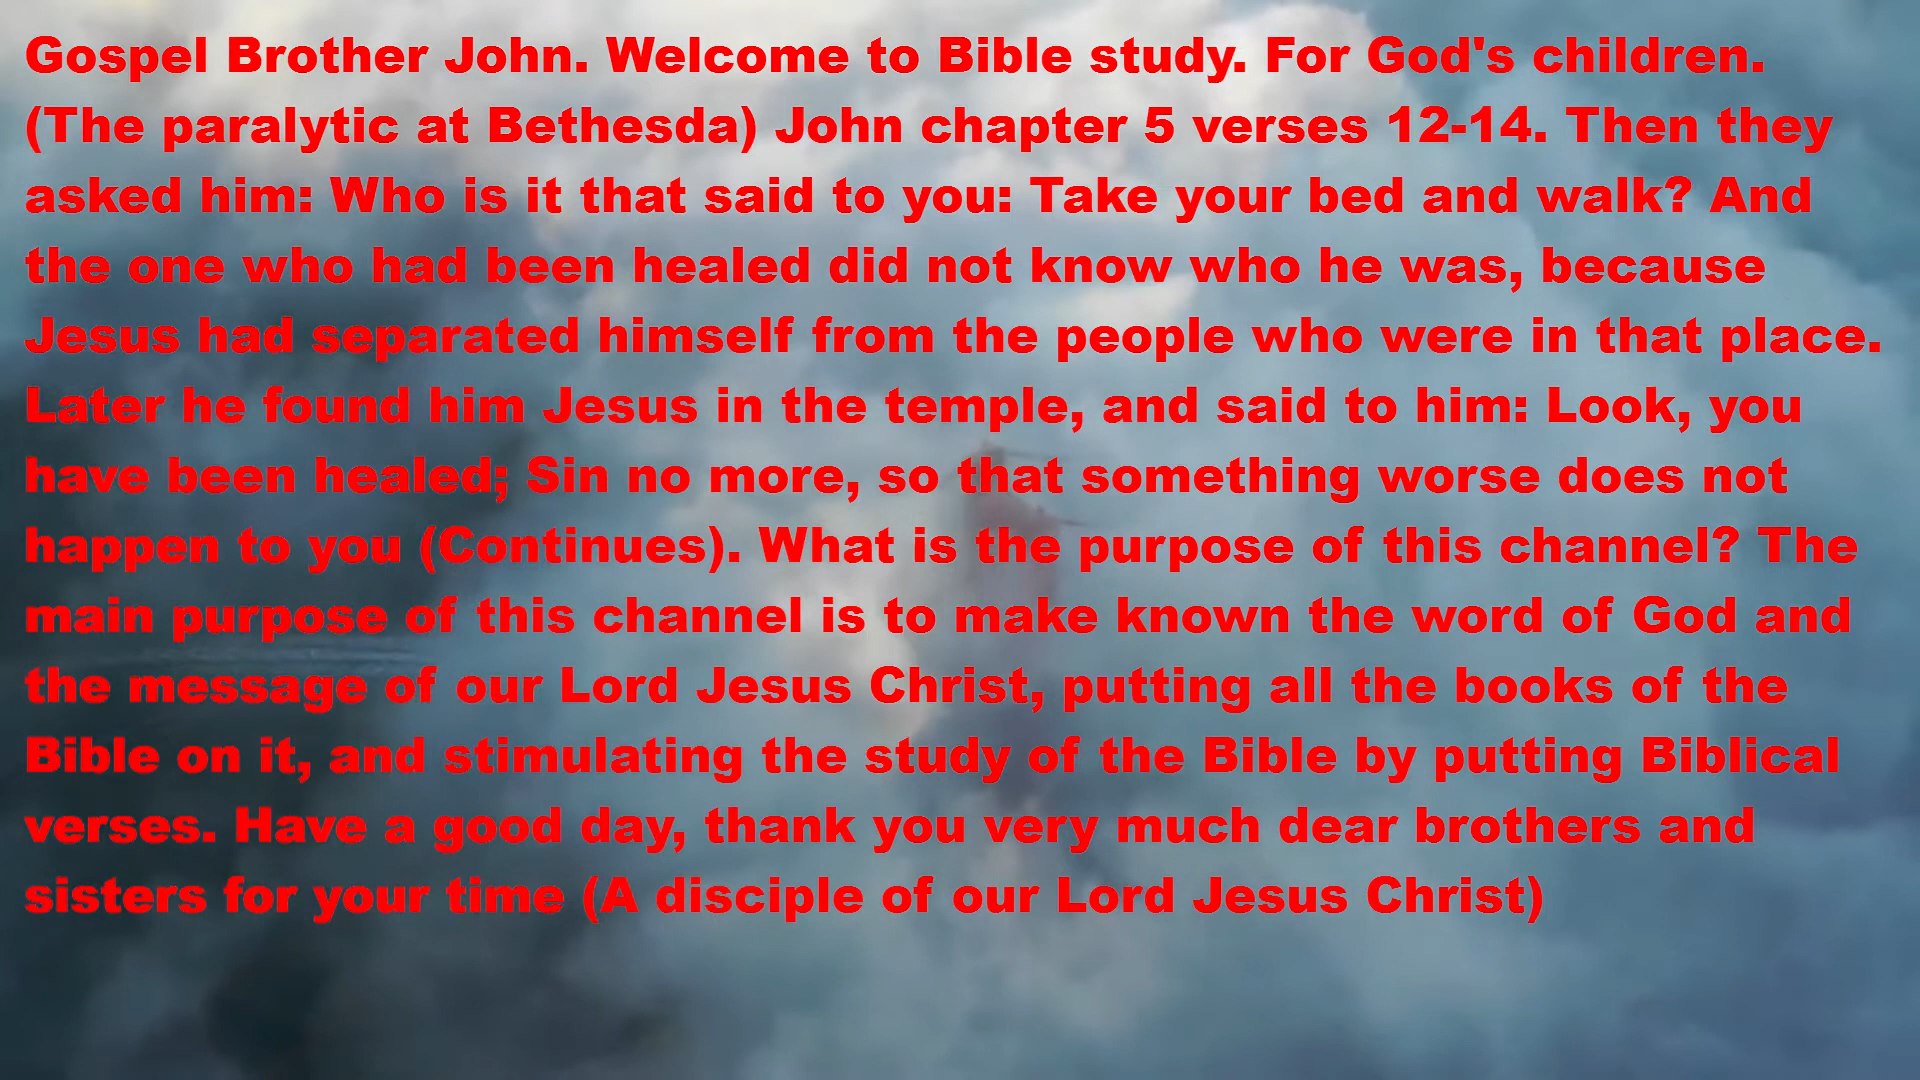 Gospel Brother John. Welcome to Bible study. For God's children.
(The paralytic at Bethesda) John chapter 5 verses 12-14. Then they
asked him: Who is it that said to you: Take your bed and walk? And
the one who had been healed did not know who he was, because
Jesus had separated himself from the people who were in that place.
Later he found him Jesus in the temple, and said to him: Look, you
have been healed; Sin no more, so that something worse does not
happen to you (Continues). What is the purpose of this channel? The
main purpose of this channel is to make known the word of God and
the message of our Lord Jesus Christ, putting all the books of the
Bible on it, and stimulating the study of the Bible by putting Biblical
verses. Have a good day, thank you very much dear brothers and
sisters for your time (A disciple of our Lord Jesus Christ)